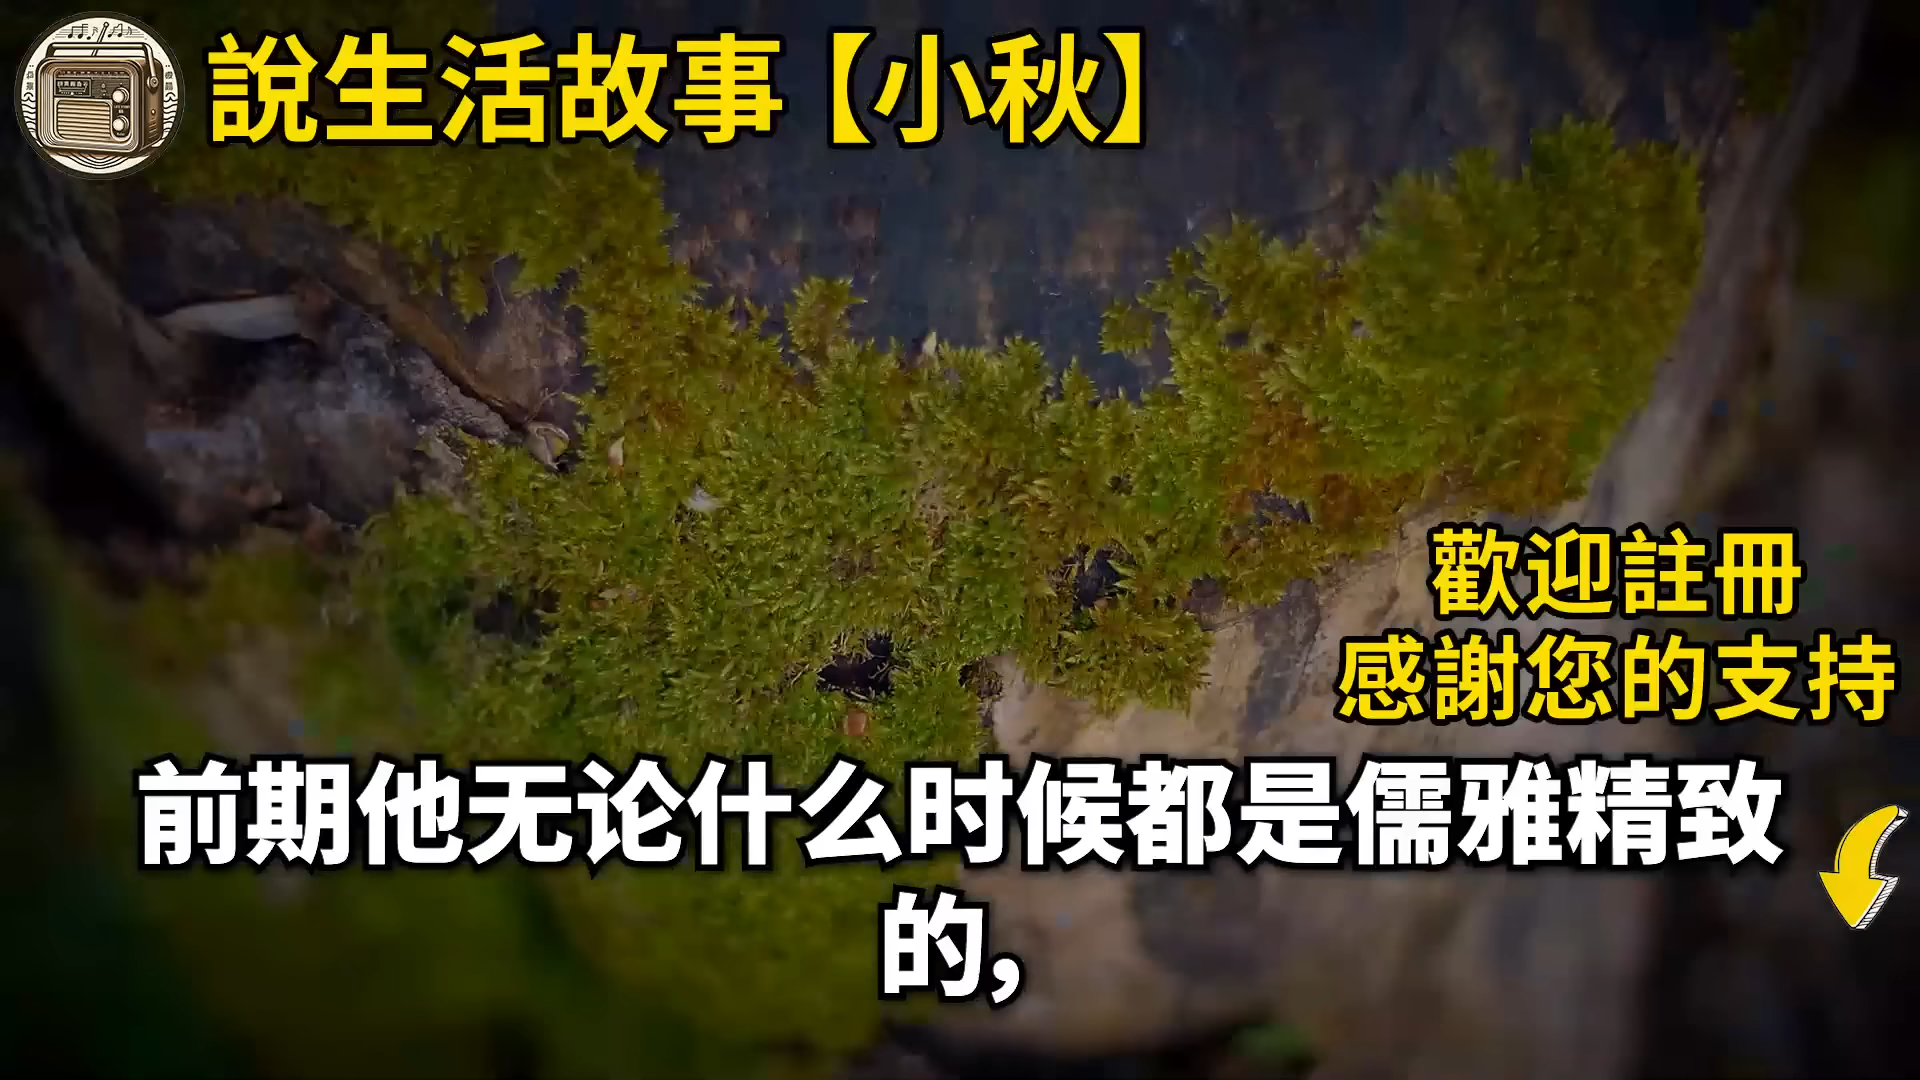 說生活故事【小秋】
歡迎註冊
感謝您的支持
前期他无论什么时候都是儒雅精致
的,